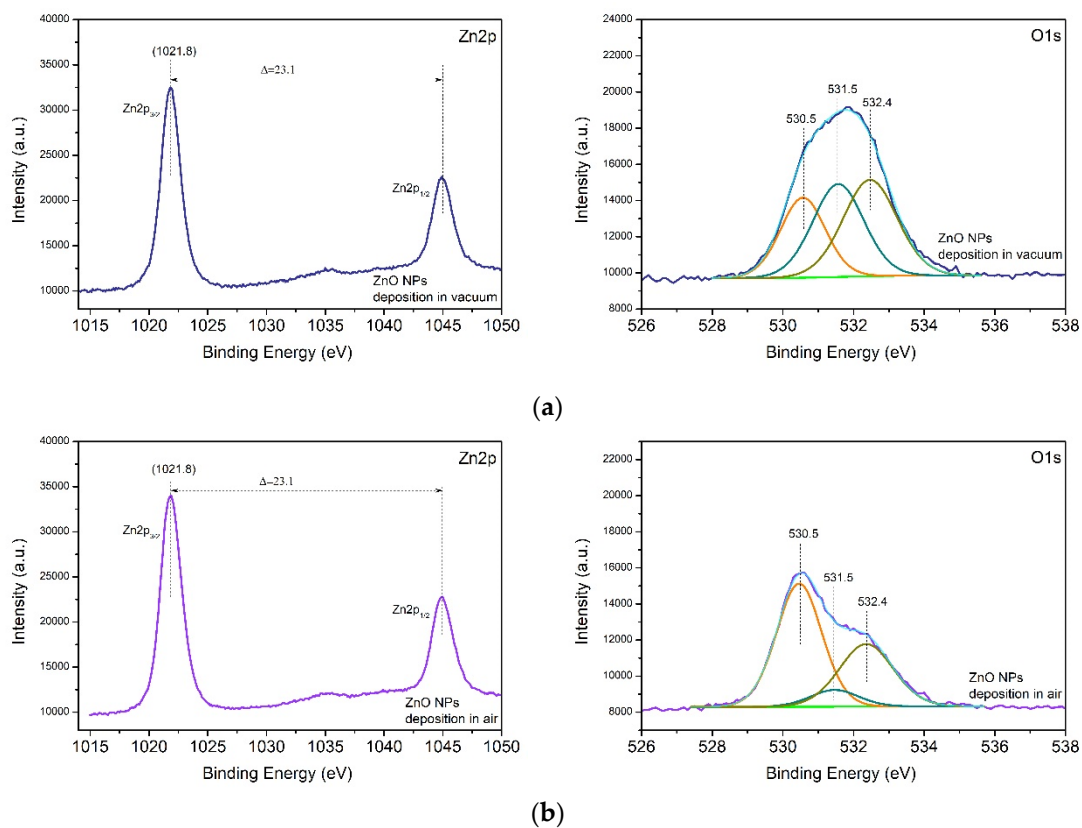 Zn2p
(1021.8)
Δ=23.1
Zn2p3/2
Zn2p1/2
ZnO NPs
deposition in vacuum
Intensity (a.u.)
40000
35000
30000
25000
20000
15000
10000
1015 1020 1025 1030 1035 1040 1045 1050
Binding Energy (eV)
O1s
530.5
531.5
532.4
ZnO NPs
deposition in vacuum
Intensity (a.u.)
24000
22000
20000
18000
16000
14000
12000
10000
8000
526 528 530 532 534 536 538
Binding Energy (eV)
(a)
Zn2p
(1021.8)
Δ=23.1
Zn2p3/2
Zn2p1/2
ZnO NPs
deposition in air
Intensity (a.u.)
40000
35000
30000
25000
20000
15000
10000
1015 1020 1025 1030 1035 1040 1045 1050
Binding Energy (eV)
O1s
530.5
531.5
532.4
ZnO NPs
deposition in air
Intensity (a.u.)
20000
18000
16000
14000
12000
10000
8000
526 528 530 532 534 536 538
Binding Energy (eV)
(b)